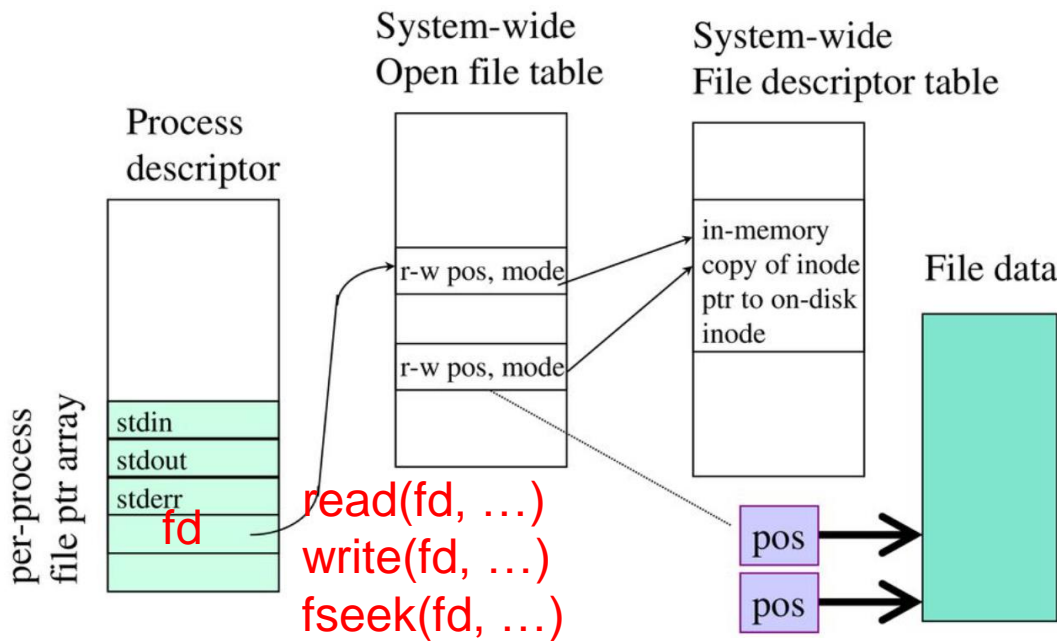 System-wide
Open file table
System-wide
File descriptor table
Process
descriptor
r-w pos, mode
r-w pos, mode
in-memory
copy of inode
ptr to on-disk
inode
File data
per-process
file ptr array
stdin
stdout
stderr
fd
read(fd, …)
write(fd, …)
fseek(fd, …)
pos
pos